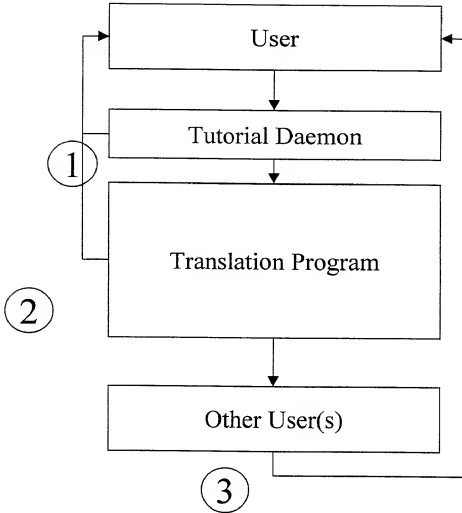 User
Tutorial Daemon
1
Translation Program
2
Other User(s)
3